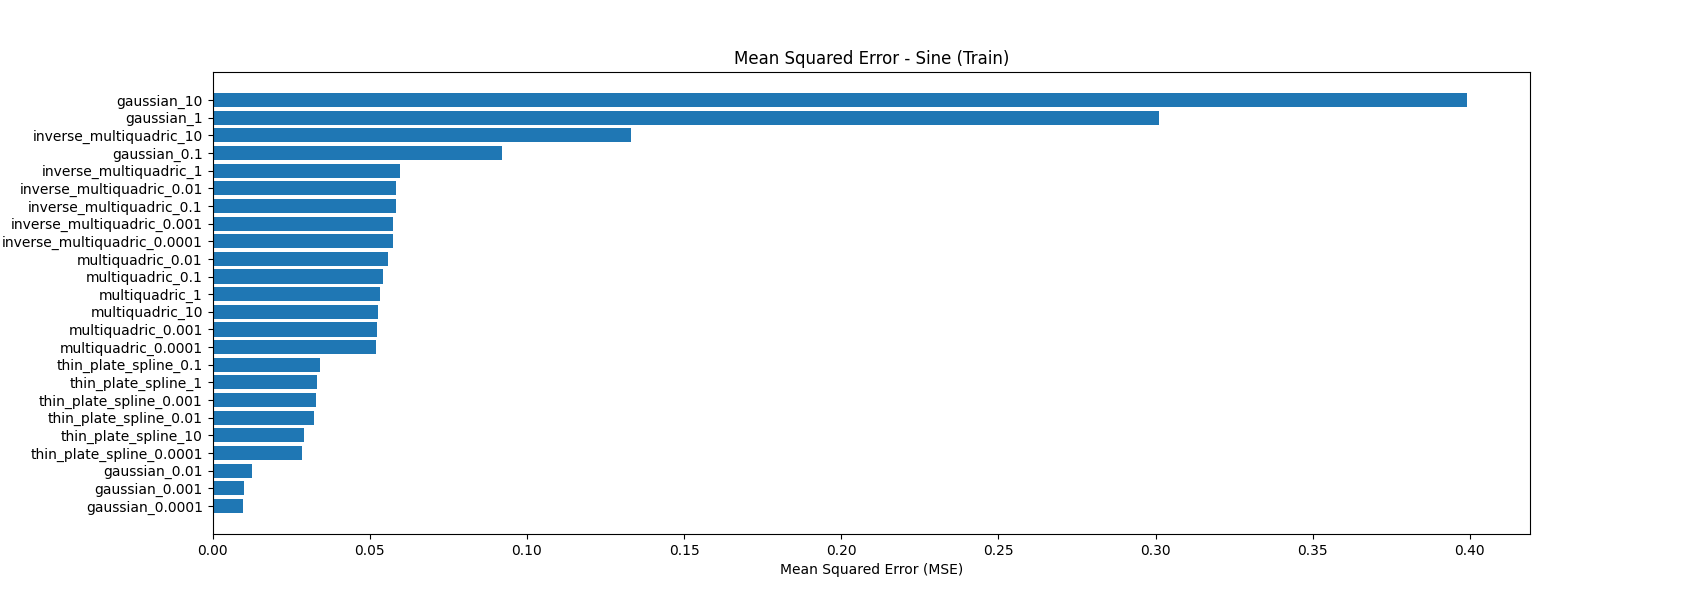 Mean Squared Error - Sine (Train)
gaussian_10
gaussian_1
inverse_multiquadric_10
gaussian_0.1
inverse_multiquadric_1
inverse_multiquadric_0.01
inverse_multiquadric_0.1
inverse_multiquadric_0.001
inverse_multiquadric_0.0001
multiquadric_0.01
multiquadric_0.1
multiquadric_1
multiquadric_10
multiquadric_0.001
multiquadric_0.0001
thin_plate_spline_0.1
thin_plate_spline_1
thin_plate_spline_0.001
thin_plate_spline_0.01
thin_plate_spline_10
thin_plate_spline_0.0001
gaussian_0.01
gaussian_0.001
gaussian_0.0001
0.00 0.05 0.10 0.15 0.20 0.25 0.30 0.35 0.40
Mean Squared Error (MSE)